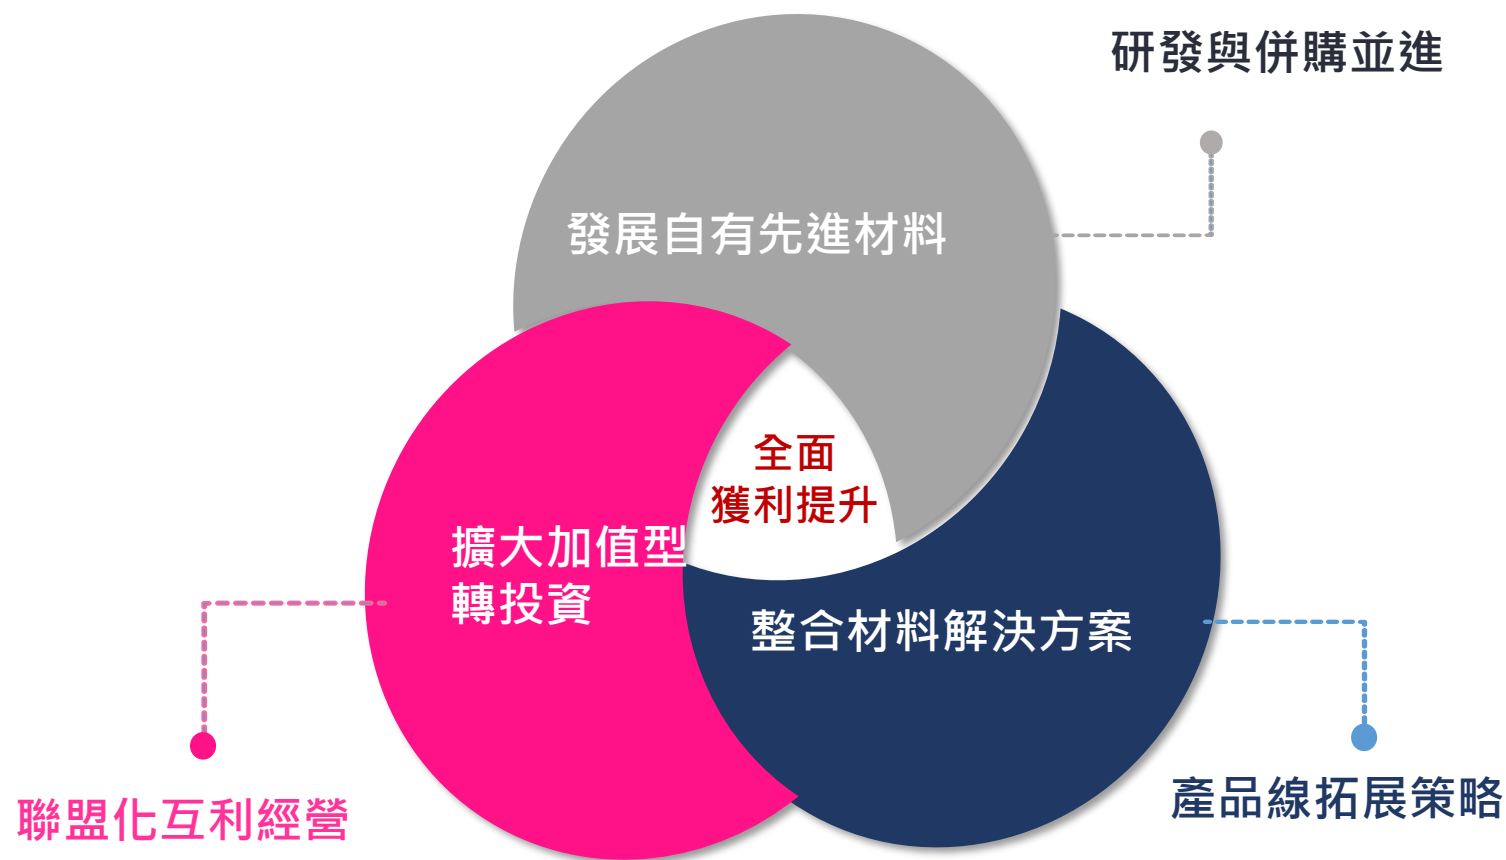 研發與併購並進
發展自有先進材料
全面
獲利提升
擴大加值型
轉投資
整合材料解決方案
聯盟化互利經營
產品線拓展策略